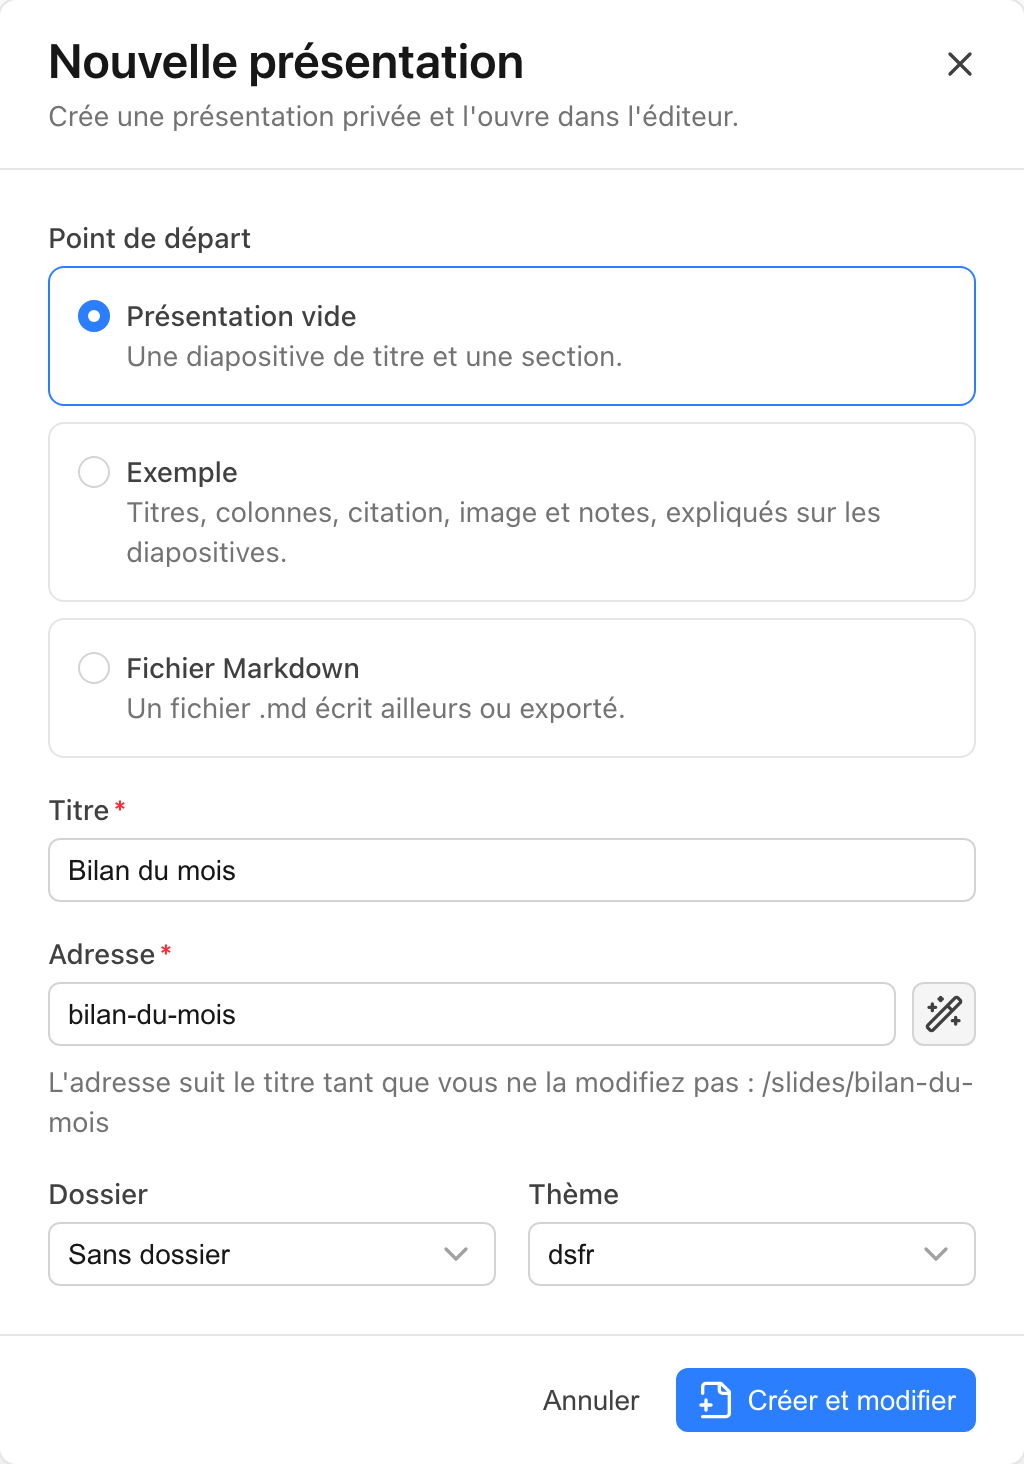 Nouvelle présentation
Crée une présentation privée et l'ouvre dans l'éditeur.
Point de départ
Présentation vide
Une diapositive de titre et une section.
Exemple
Titres, colonnes, citation, image et notes, expliqués sur les
diapositives.
Fichier Markdown
Un fichier .md écrit ailleurs ou exporté.
Titre *
Bilan du mois
Adresse *
bilan-du-mois
L'adresse suit le titre tant que vous ne la modifiez pas : /slides/bilan-du-
mois
Dossier
Thème
Sans dossier
dsfr
Annuler
Créer et modifier